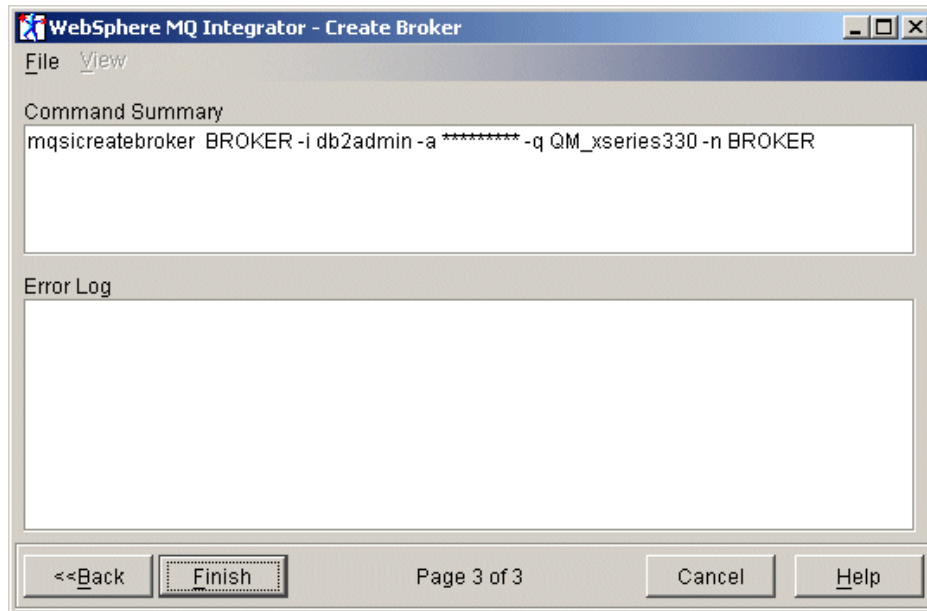 WebSphere MQ Integrator - Create Broker
File View
Command Summary
mqsicreatebroker BROKER -i db2admin -a ********* -q QM_xseries330 -n BROKER
Error Log
<<Back Finish Page 3 of 3 Cancel Help